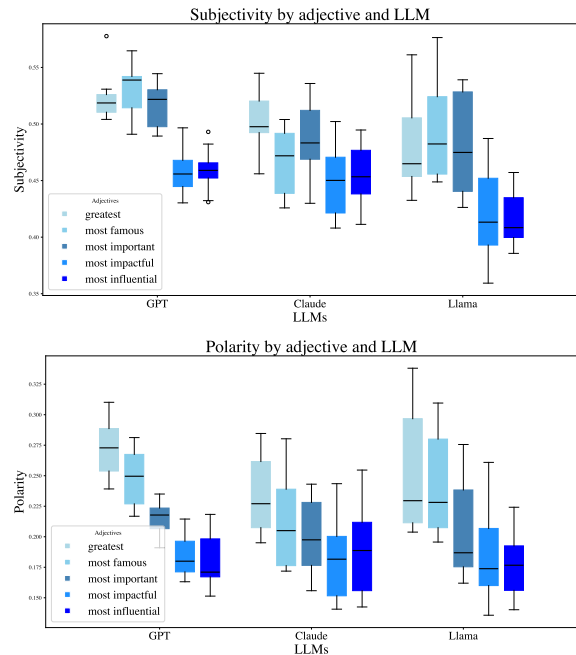 Subjectivity by adjective and LLM
0.55
0.50
0.45
0.40
0.35
Subjectivity
Adjectives
greatest
most famous
most important
most impactful
most influential
GPT
Claude
Llama
LLMs
Polarity by adjective and LLM
0.325
0.300
0.275
0.250
0.225
0.200
0.175
0.150
Polarity
Adjectives
greatest
most famous
most important
most impactful
most influential
GPT
Claude
Llama
LLMs